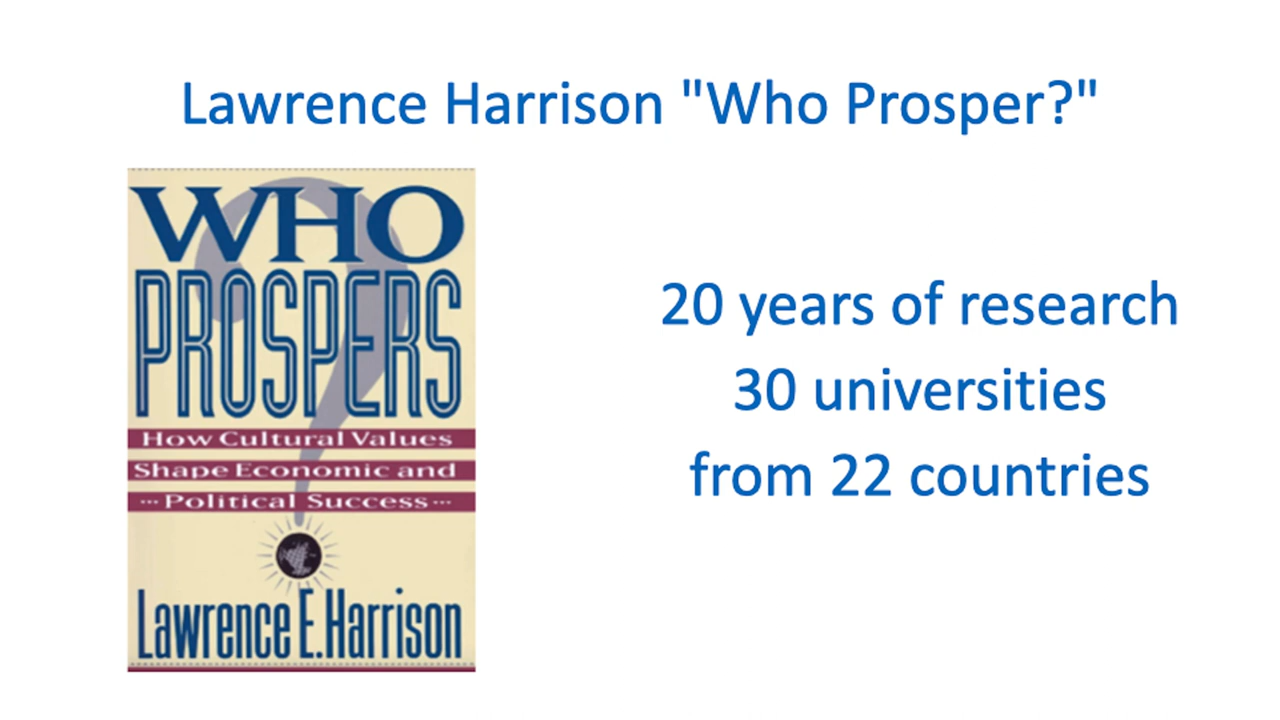 Lawrence Harrison "Who Prosper?"
WHO
PROSPERS
How Cultural Values
Shape Economic and
··· Political Success ···
Lawrence E. Harrison
20 years of research
30 universities
from 22 countries